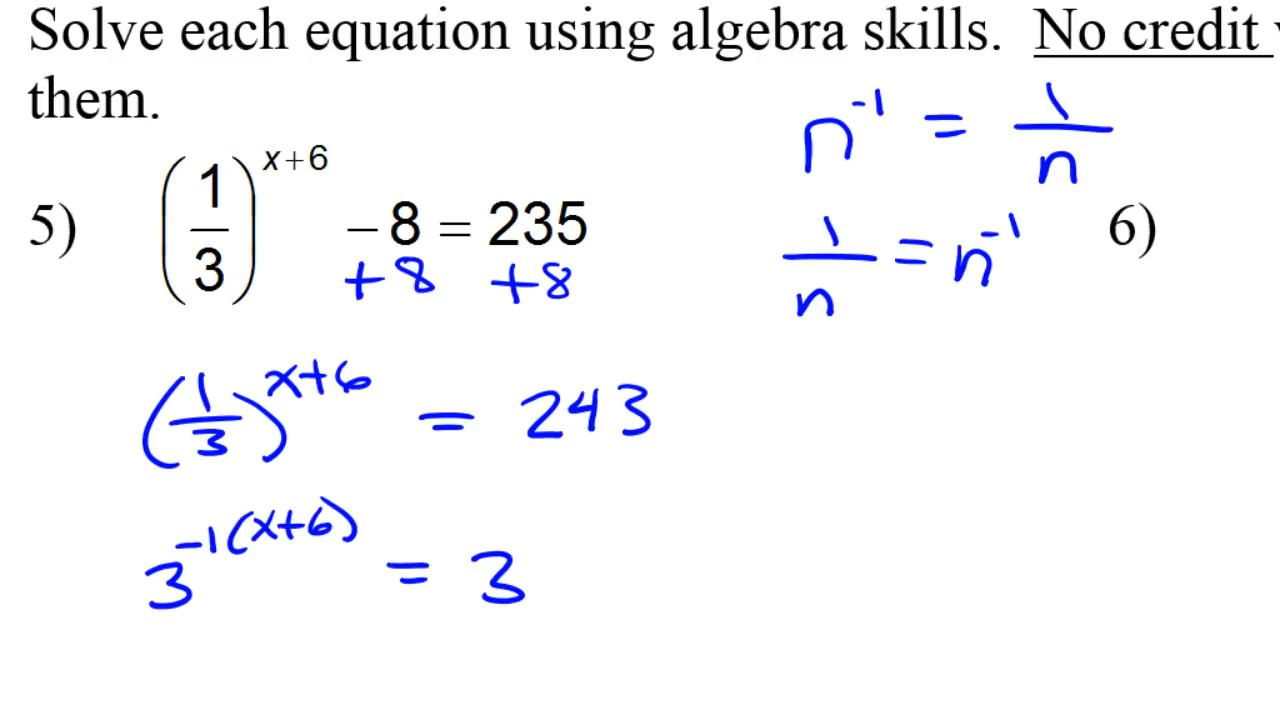 Solve each equation using algebra skills. No credit
them.
n^-1 = 1/n
5) (1/3)^(x+6) − 8 = 235
+8 +8
1/n = n^-1
6)
(1/3)^(x+6) = 243
3^-1(x+6) = 3